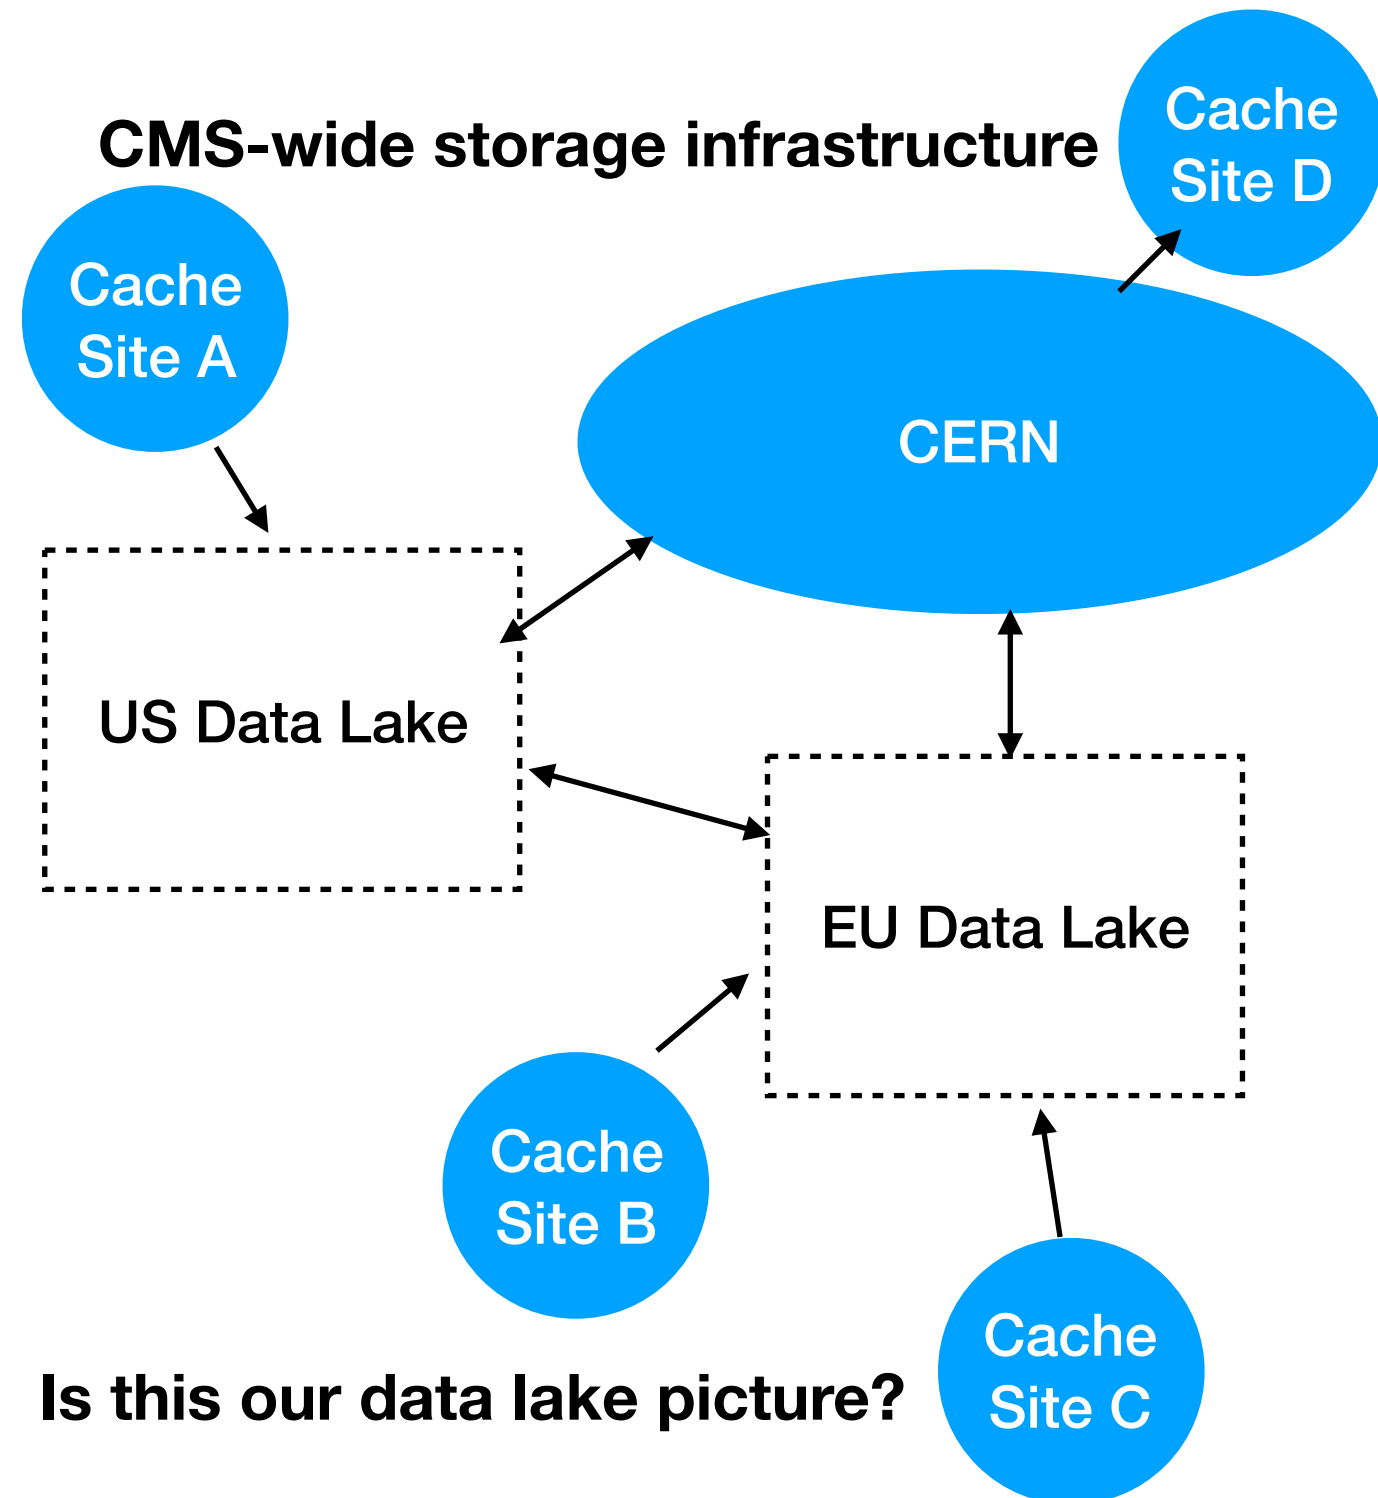 Cache
Site D
CMS-wide storage infrastructure
Cache
Site A
CERN
US Data Lake
EU Data Lake
Cache
Site B
Cache
Site C
Is this our data lake picture?